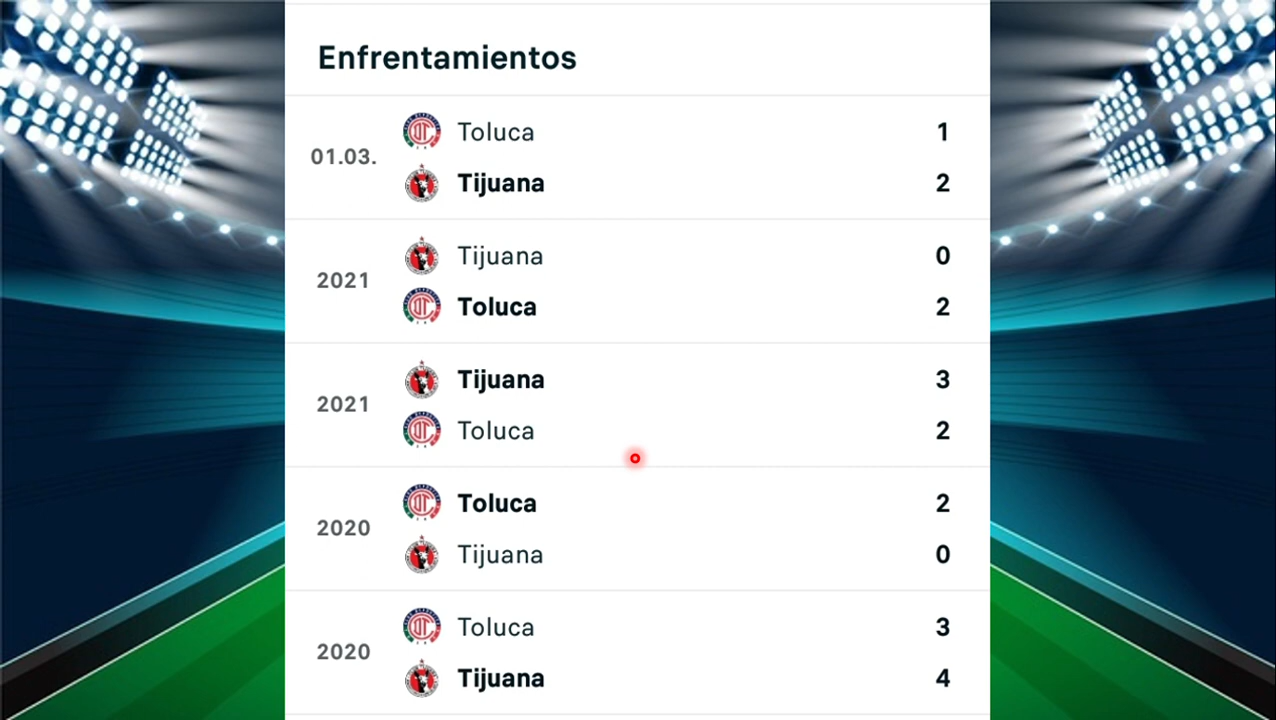 Enfrentamientos
01.03.
Toluca 1
Tijuana 2
2021
Tijuana 0
Toluca 2
2021
Tijuana 3
Toluca 2
2020
Toluca 2
Tijuana 0
2020
Toluca 3
Tijuana 4